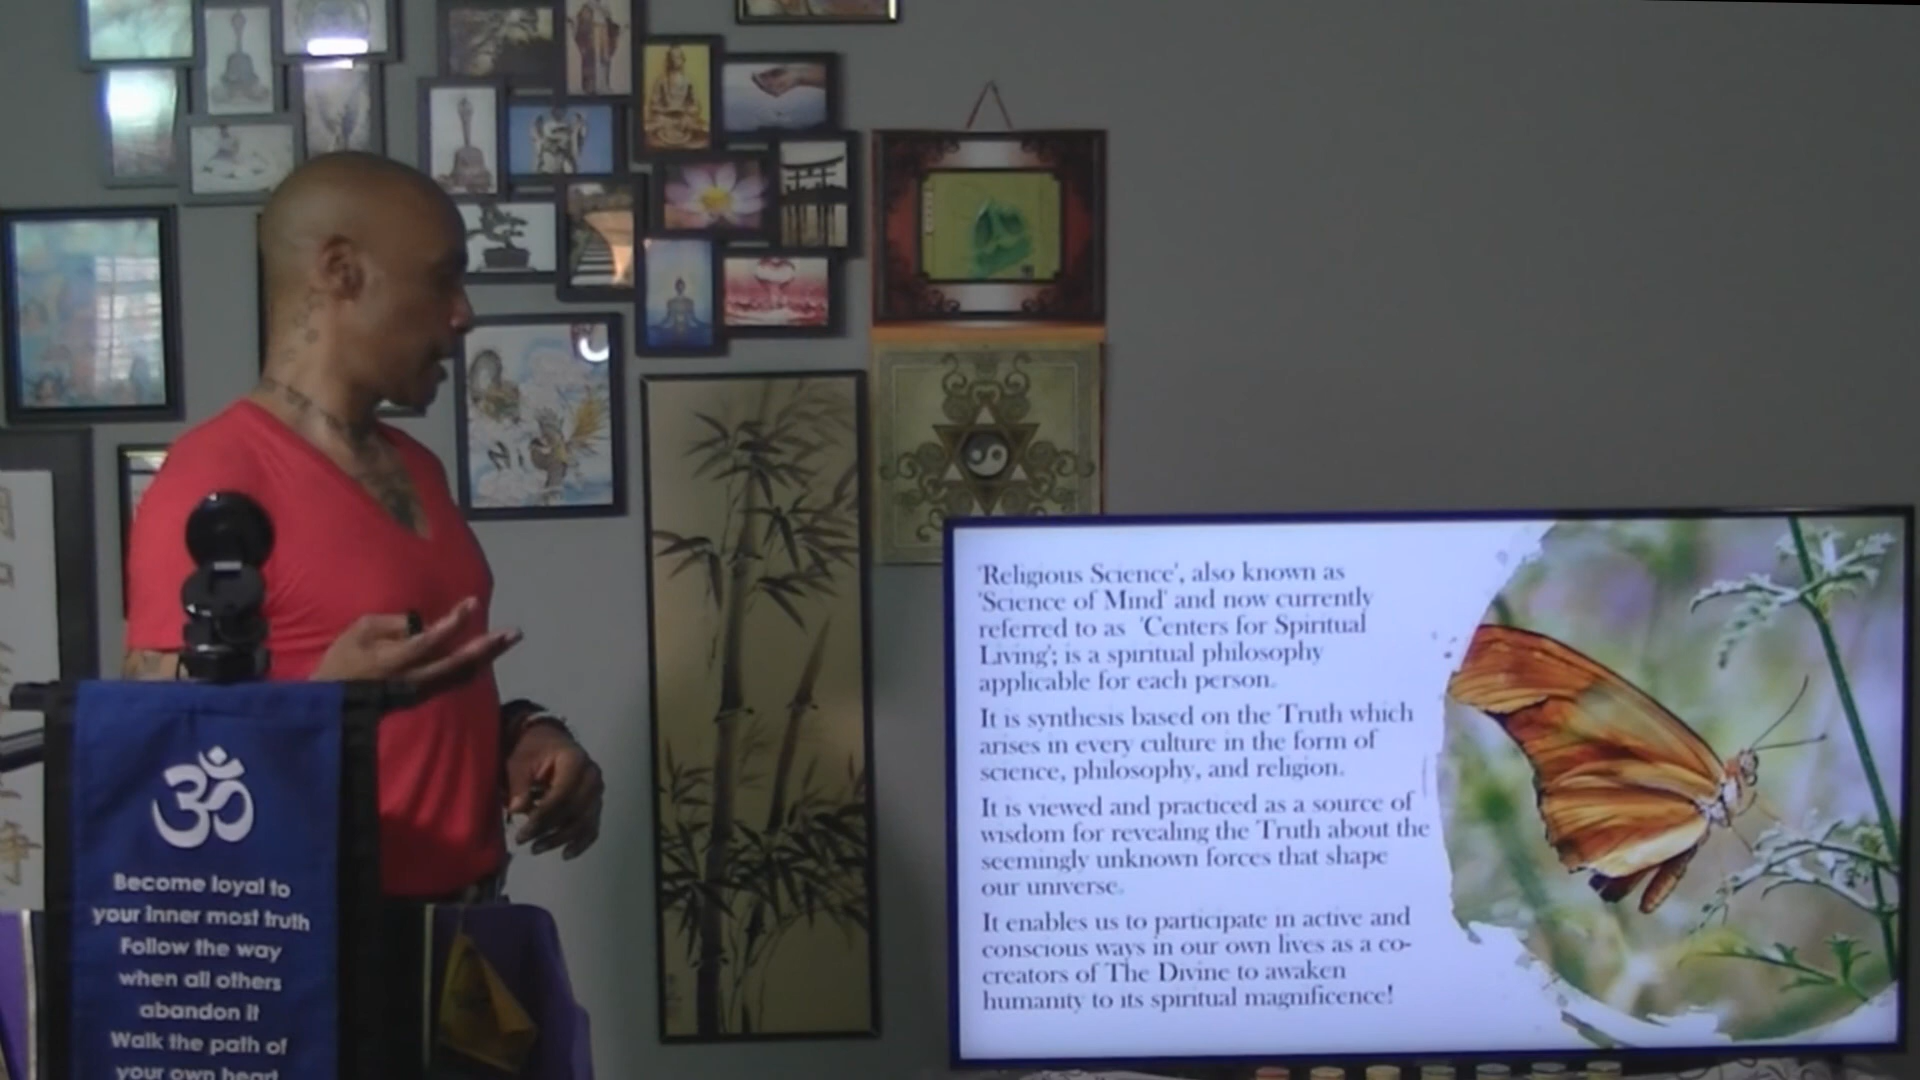 'Religious Science', also known as
'Science of Mind' and now currently
referred to as 'Centers for Spiritual
Living'; is a spiritual philosophy
applicable for each person.
It is synthesis based on the Truth which
arises in every culture in the form of
science, philosophy, and religion.
It is viewed and practiced as a source of
wisdom for revealing the Truth about the
seemingly unknown forces that shape
our universe.
It enables us to participate in active and
conscious ways in our own lives as a co-
creators of The Divine to awaken
humanity to its spiritual magnificence!
ॐ
Become loyal to
your inner most truth
Follow the way
when all others
abandon it
Walk the path of
your own heart